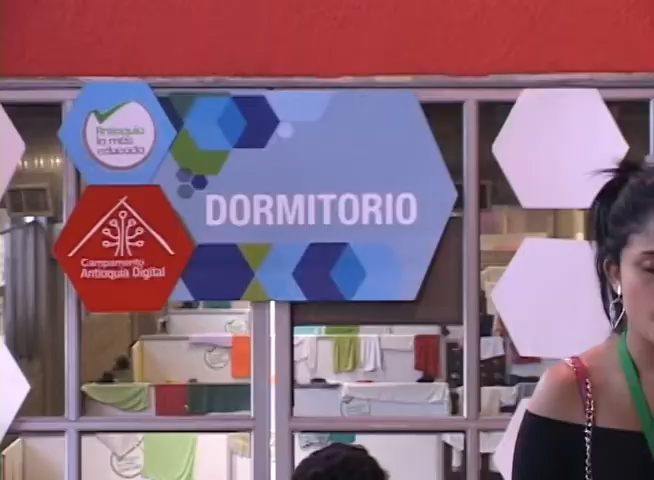 Antioquia
la más
educada
DORMITORIO
Campamento
Antioquia Digital